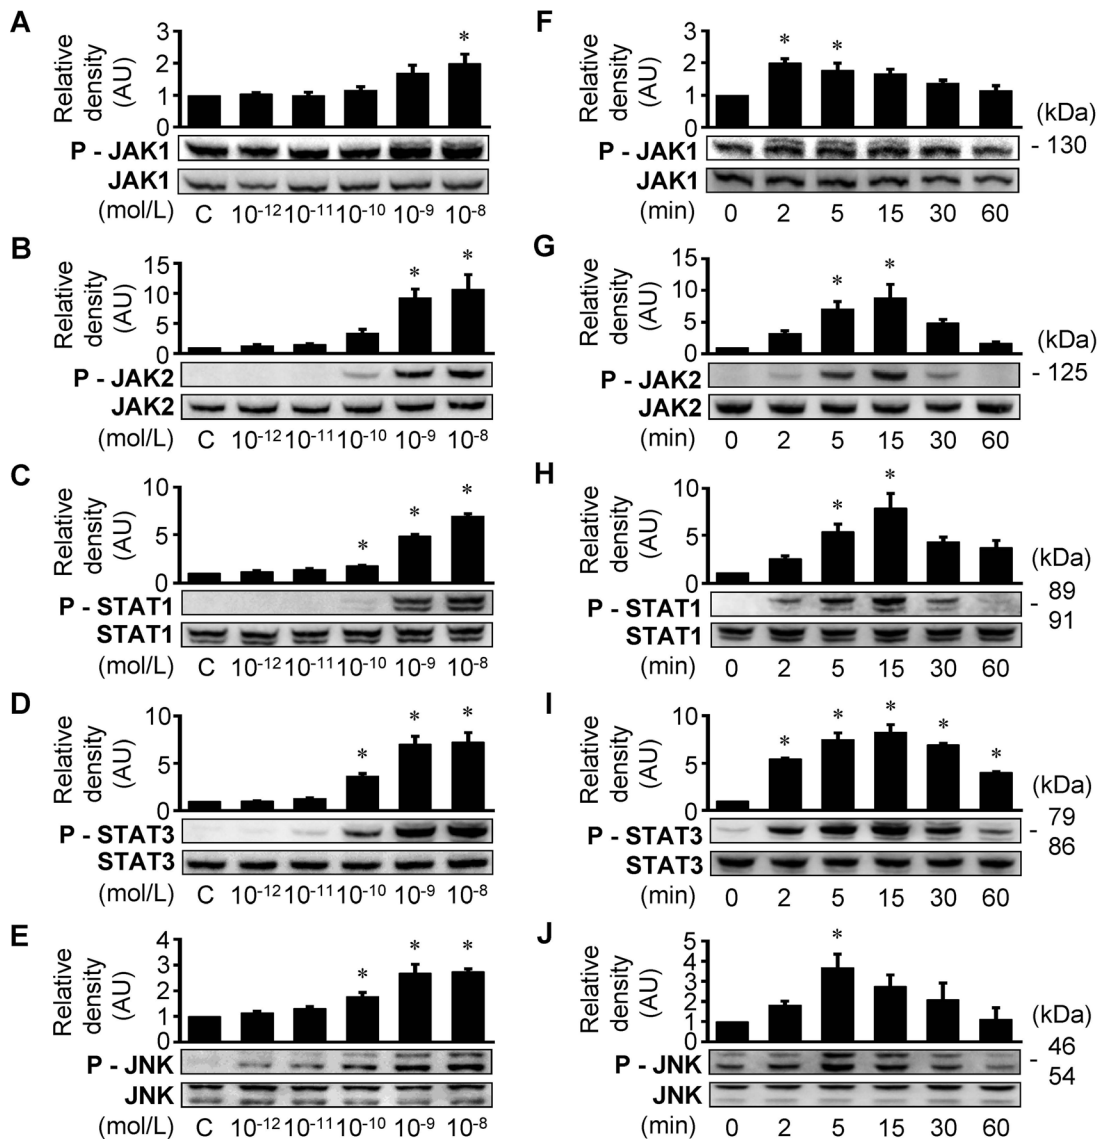 A
Relative density (AU)
3
2
1
0
*
P - JAK1
JAK1
(mol/L) C 10-12 10-11 10-10 10-9 10-8
F
3
2
1
0
* *
(kDa)
P - JAK1 - 130
JAK1
(min) 0 2 5 15 30 60
B
Relative density (AU)
15
10
5
0
* *
P - JAK2
JAK2
(mol/L) C 10-12 10-11 10-10 10-9 10-8
G
Relative density (AU)
15
10
5
0
* *
(kDa)
P - JAK2 - 125
JAK2
(min) 0 2 5 15 30 60
C
Relative density (AU)
10
5
0
* * *
P - STAT1
STAT1
(mol/L) C 10-12 10-11 10-10 10-9 10-8
H
Relative density (AU)
10
5
0
* *
(kDa)
P - STAT1 - 89
91
STAT1
(min) 0 2 5 15 30 60
D
Relative density (AU)
10
5
0
* * *
P - STAT3
STAT3
(mol/L) C 10-12 10-11 10-10 10-9 10-8
I
Relative density (AU)
10
5
0
* * * * *
(kDa)
P - STAT3 - 79
86
STAT3
(min) 0 2 5 15 30 60
E
Relative density (AU)
4
3
2
1
0
* * *
P - JNK
JNK
(mol/L) C 10-12 10-11 10-10 10-9 10-8
J
Relative density (AU)
5
4
3
2
1
0
*
(kDa)
P - JNK - 46
54
JNK
(min) 0 2 5 15 30 60